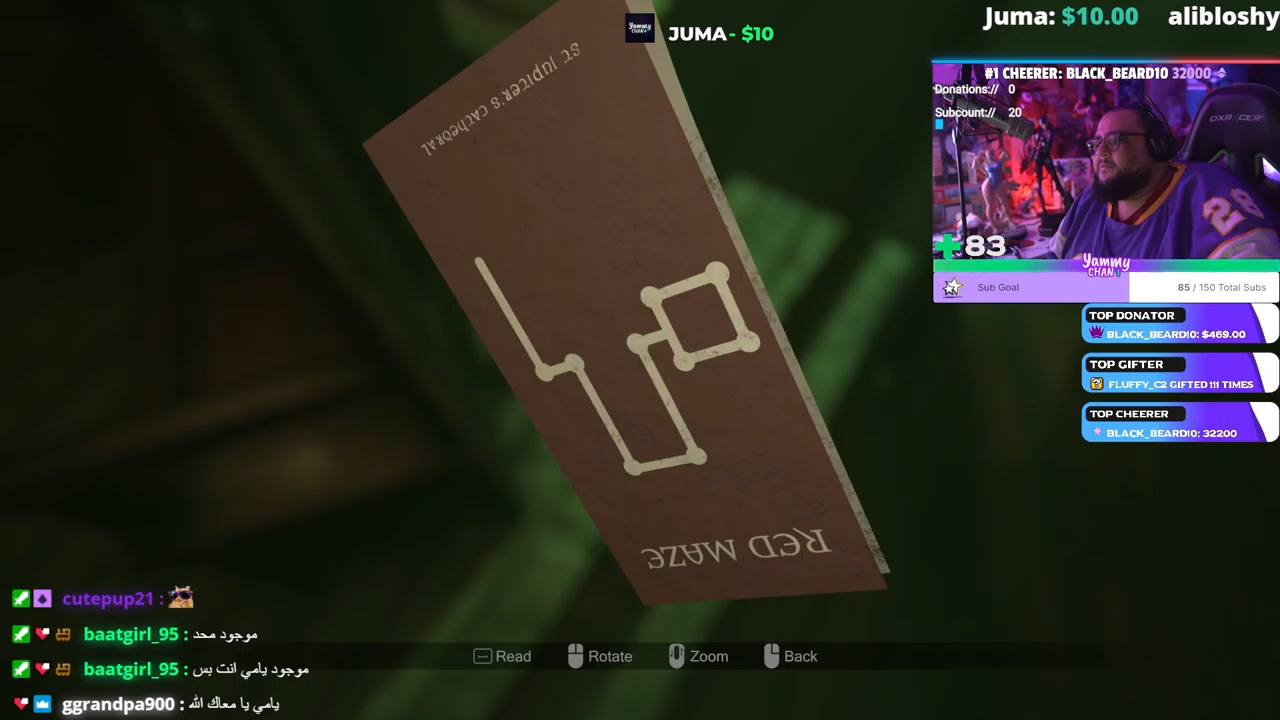 Juma: $10.00 alibloshy
JUMA- $10
St Jupiter's Cathedral
#1 CHEERER: BLACK_BEARD10 32000
Donations:// 0
Subcount:// 20
DXRACER
28
+83
Yammy
CHAN
Sub Goal 85 / 150 Total Subs
TOP DONATOR
BLACK_BEARD10: $469.00
TOP GIFTER
FLUFFY_C2 GIFTED 111 TIMES
TOP CHEERER
BLACK_BEARD10: 32200
Red Maze
cutepup21 :
baatgirl_95 : موجود محد
baatgirl_95 : موجود يامي انت بس
ggrandpa900 : يامي يا معاك الله
Read Rotate Zoom Back